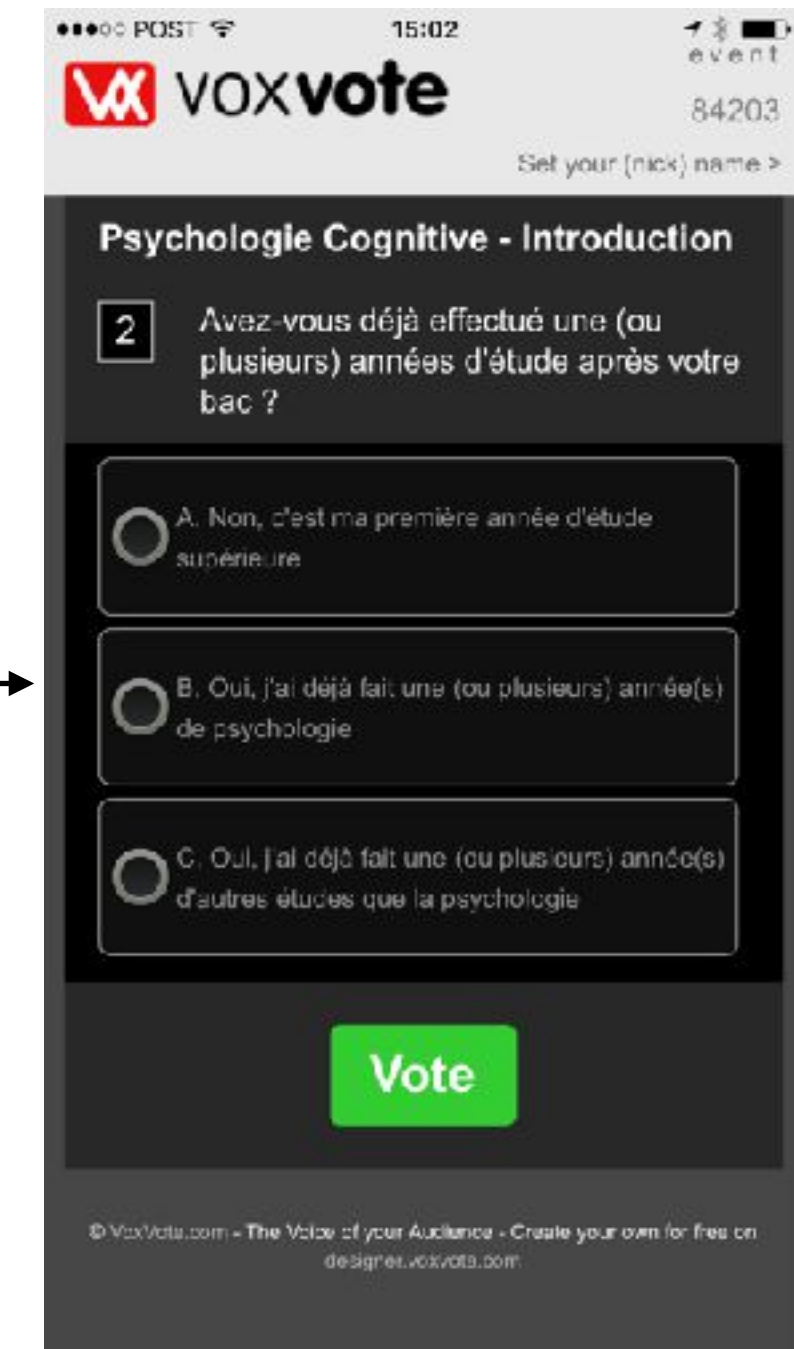 POST 15:02
event
VX voxvote
84203
Set your (nick) name >
Psychologie Cognitive - Introduction
2
Avez-vous déjà effectué une (ou
plusieurs) années d'étude après votre
bac ?
A. Non, c'est ma première année d'étude
supérieure
B. Oui, j'ai déjà fait une (ou plusieurs) année(s)
de psychologie
C. Oui, j'ai déjà fait une (ou plusieurs) année(s)
d'autres études que la psychologie
Vote
© VoxVote.com - The Voice of your Audience - Create your own for free on
designer.voxvote.com